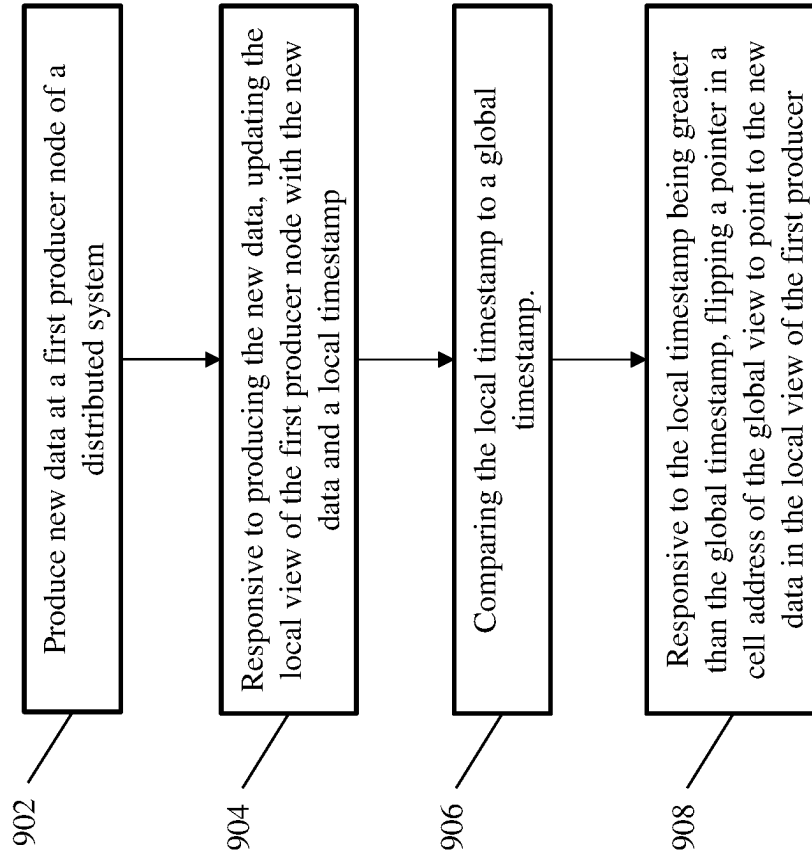 902
Produce new data at a first producer node of a
distributed system
904
Responsive to producing the new data, updating the
local view of the first producer node with the new
data and a local timestamp
906
Comparing the local timestamp to a global
timestamp.
908
Responsive to the local timestamp being greater
than the global timestamp, flipping a pointer in a
cell address of the global view to point to the new
data in the local view of the first producer